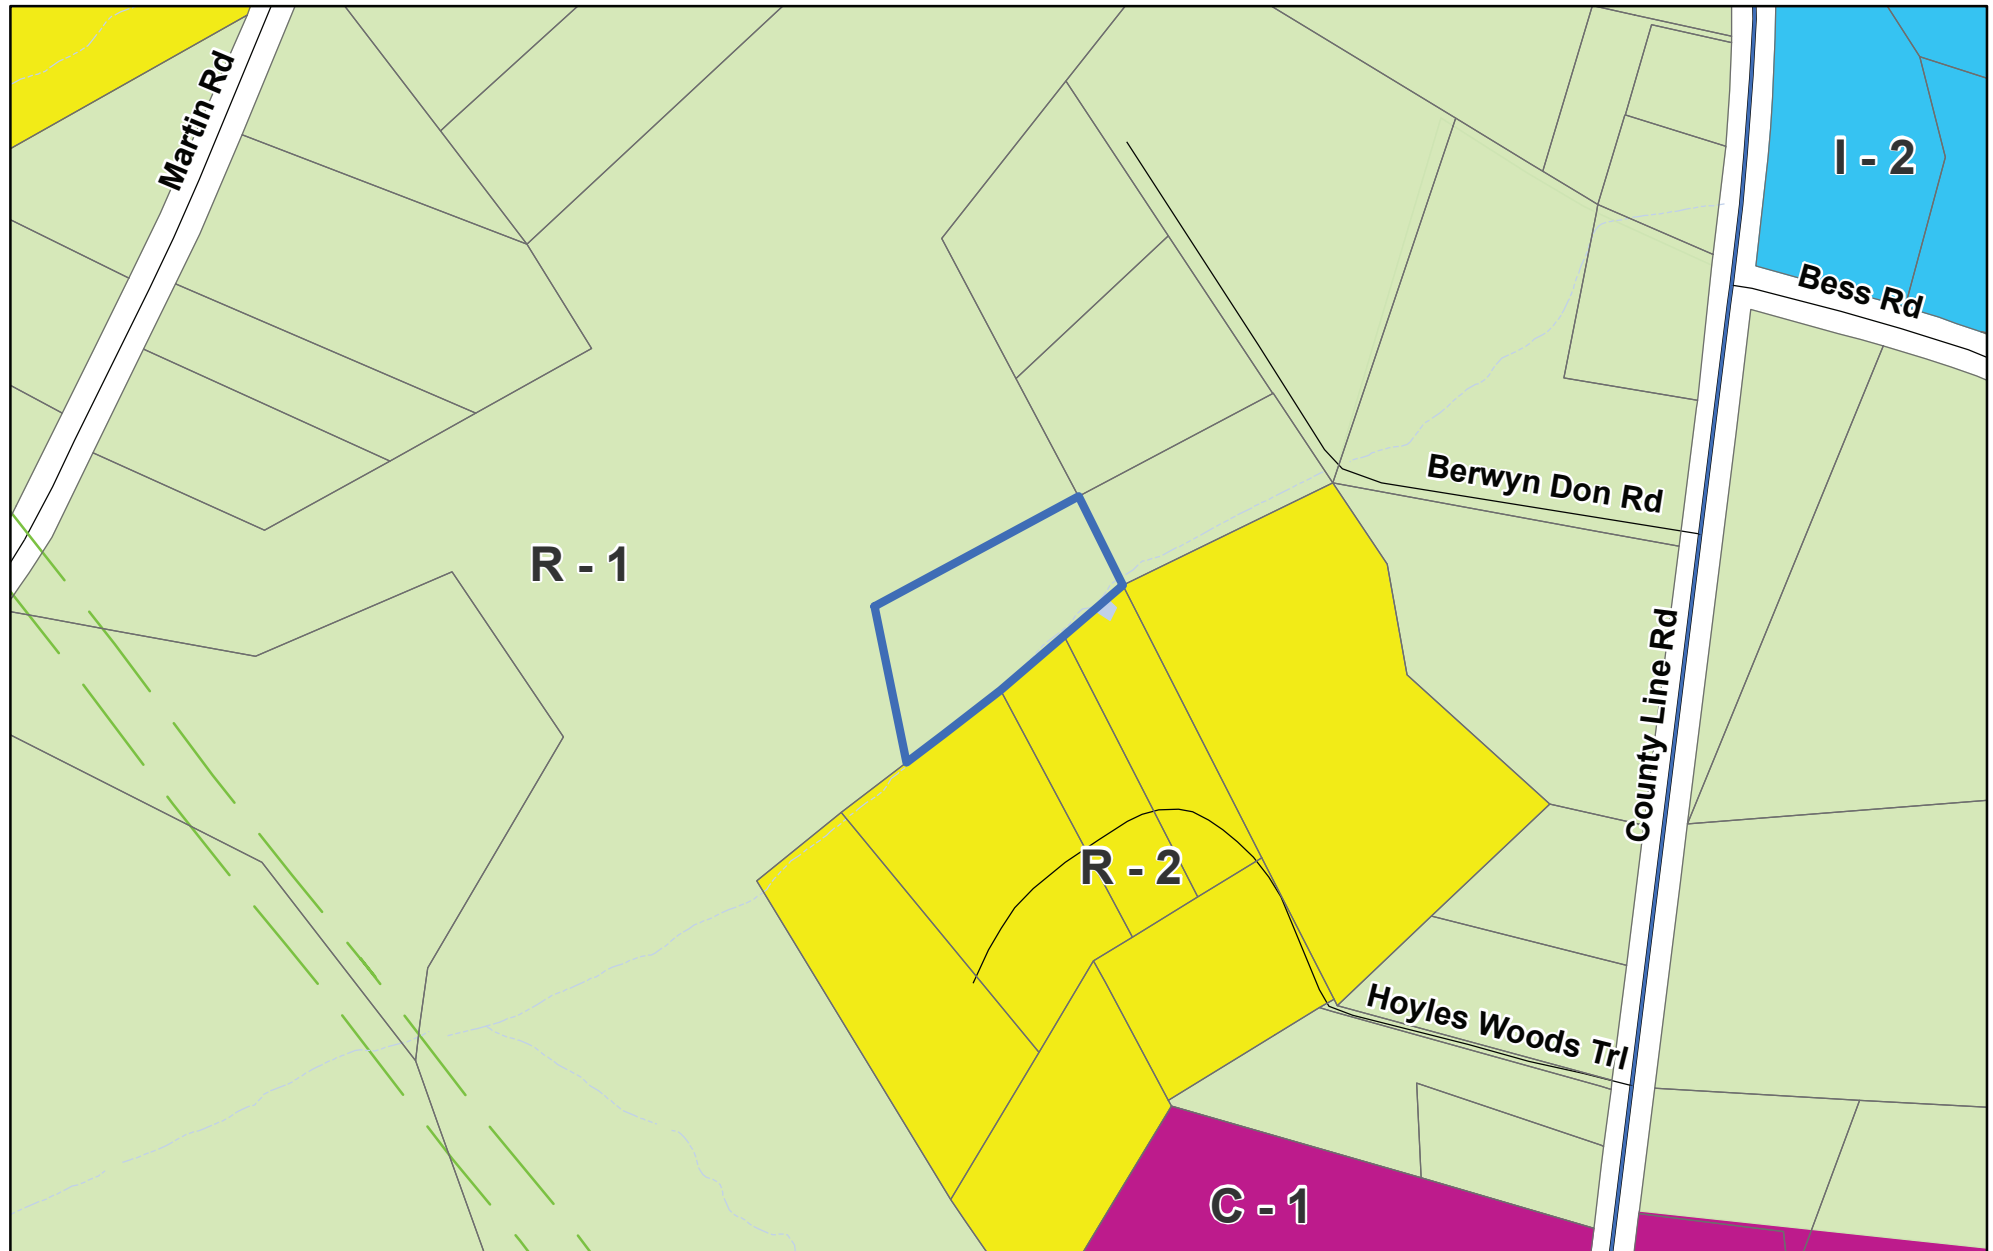 Martin Rd
I - 2
Bess Rd
Berwyn Don Rd
R - 1
County Line Rd
R - 2
Hoyles Woods Trl
C - 1